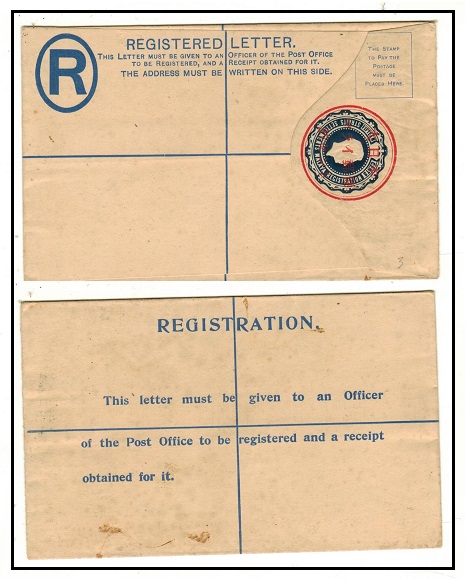 R
REGISTERED LETTER.
THIS LETTER MUST BE GIVEN TO AN OFFICER OF THE POST OFFICE
TO BE REGISTERED, AND A RECEIPT OBTAINED FOR IT.
THE ADDRESS MUST BE WRITTEN ON THIS SIDE.
THE STAMP
TO PAY THE
POSTAGE
MUST BE
PLACED HERE.
REGISTRATION
3
REGISTRATION.
This letter must be given to an Officer
of the Post Office to be registered and a receipt
obtained for it.